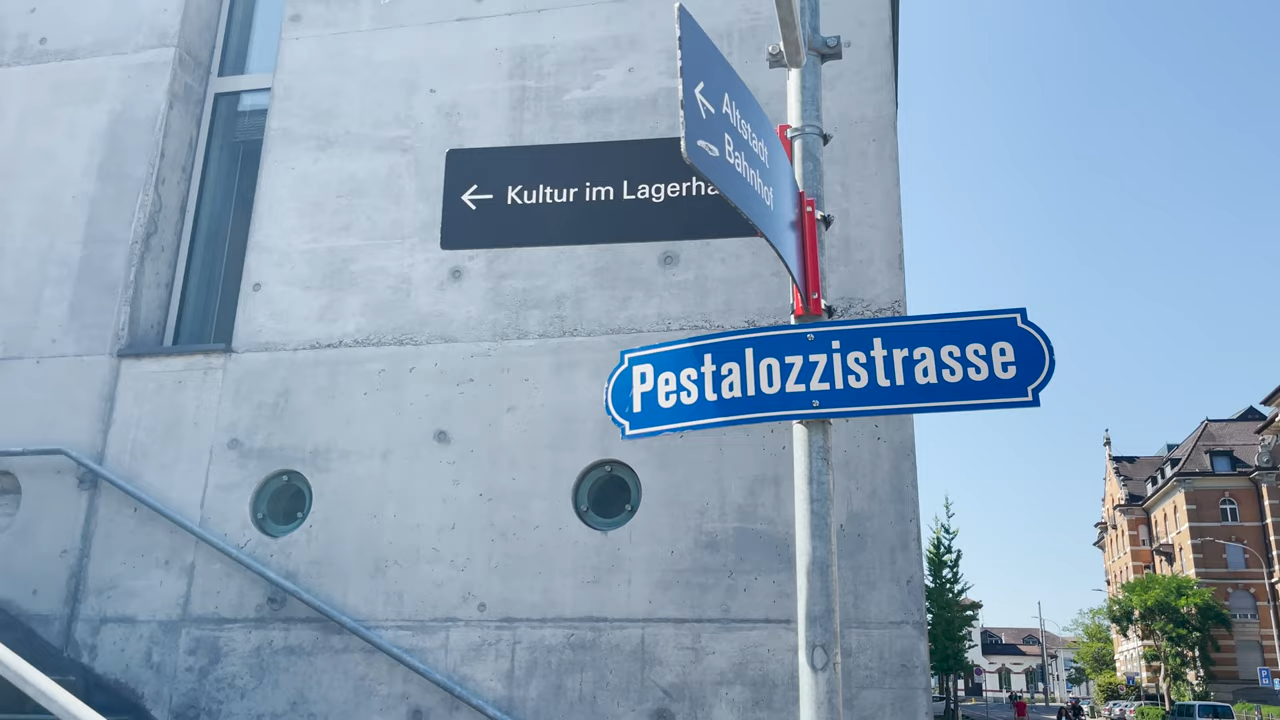 ← Altstadt
Bahnhof
← Kultur im Lagerha
Pestalozzistrasse
P